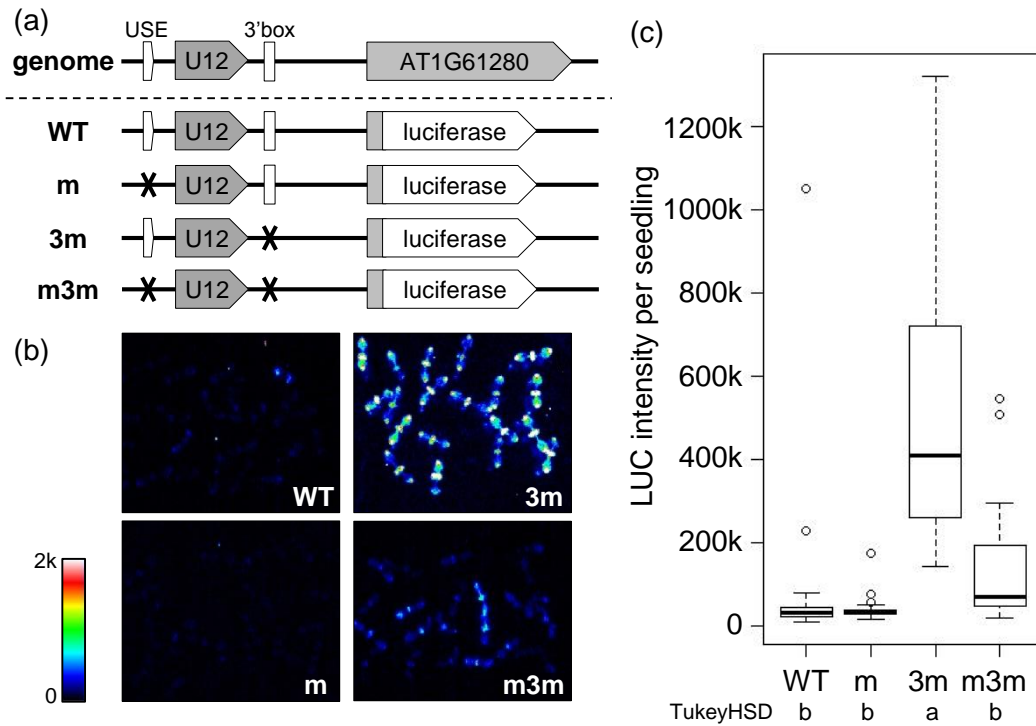 (a)
USE
3'box
genome
U12
AT1G61280
WT
U12
luciferase
m
U12
luciferase
3m
U12
luciferase
m3m
U12
luciferase
(b)
WT
3m
m
m3m
2k
0
(c)
LUC intensity per seedling
1200k
1000k
800k
600k
400k
200k
0
WT m 3m m3m
TukeyHSD b b a b